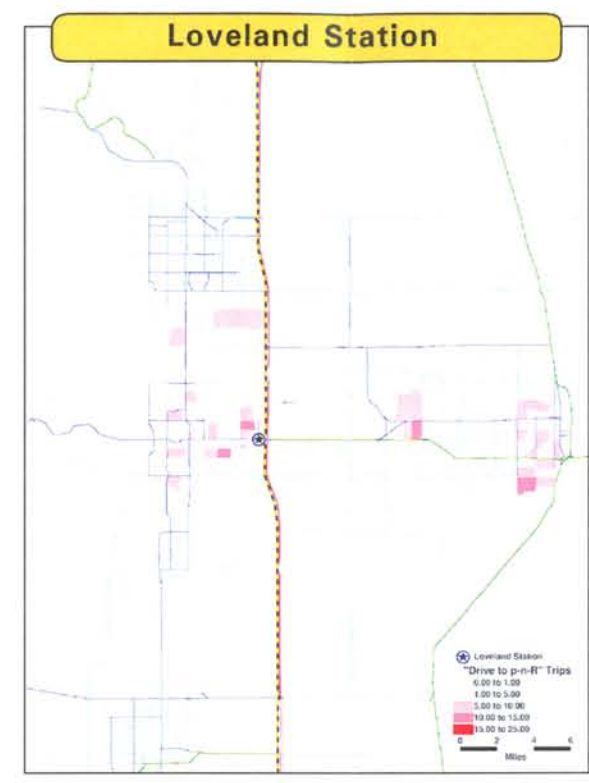 Loveland Station
Loveland Station
"Drive to p-n-R" Trips
0.00 to 1.00
1.00 to 5.00
5.00 to 10.00
10.00 to 15.00
15.00 to 25.00
0 2 4 6
Miles